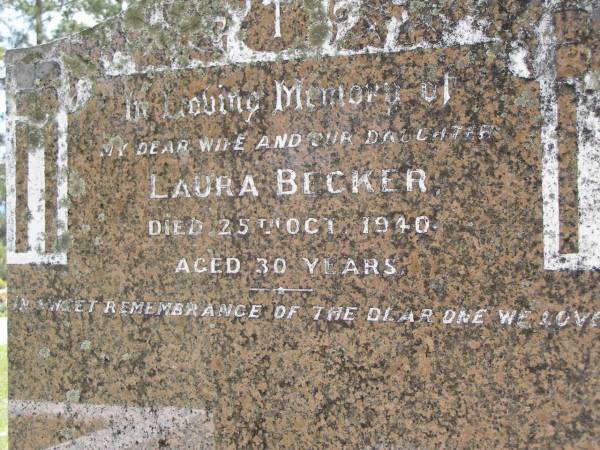 In Loving Memory of
MY DEAR WIFE AND OUR DAUGHTER
LAURA BECKER,
DIED 25TH OCT. 1940
AGED 30 YEARS.
IN SWEET REMEMBRANCE OF THE DEAR ONE WE LOVE